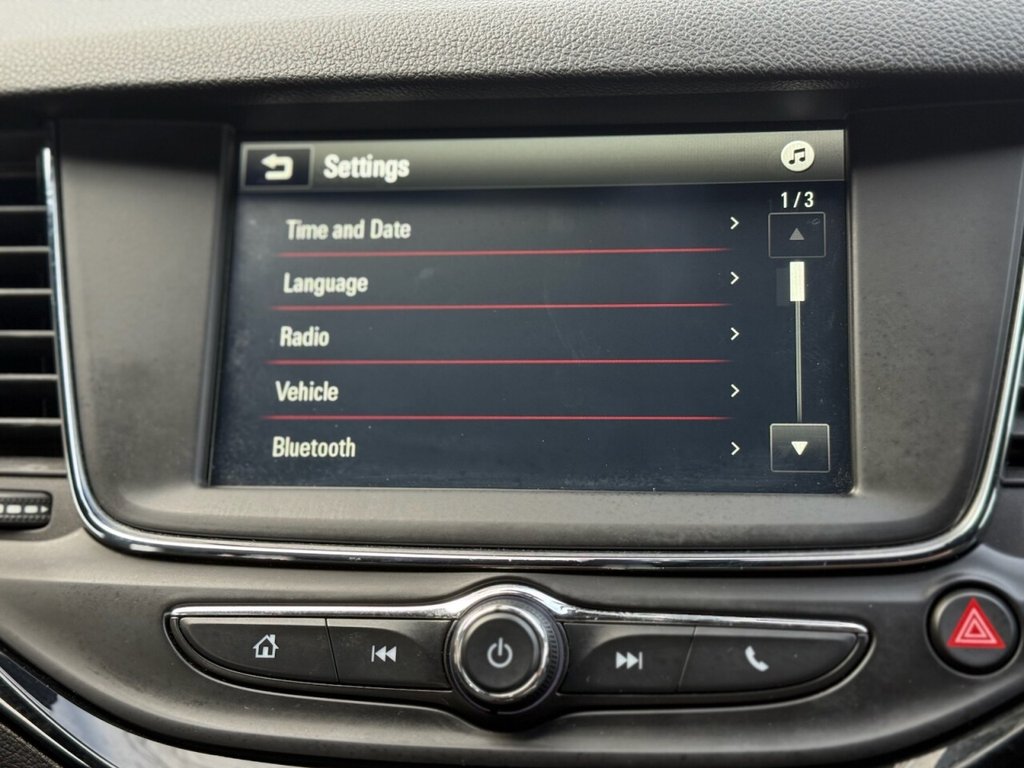 Settings
1/3
Time and Date
Language
Radio
Vehicle
Bluetooth